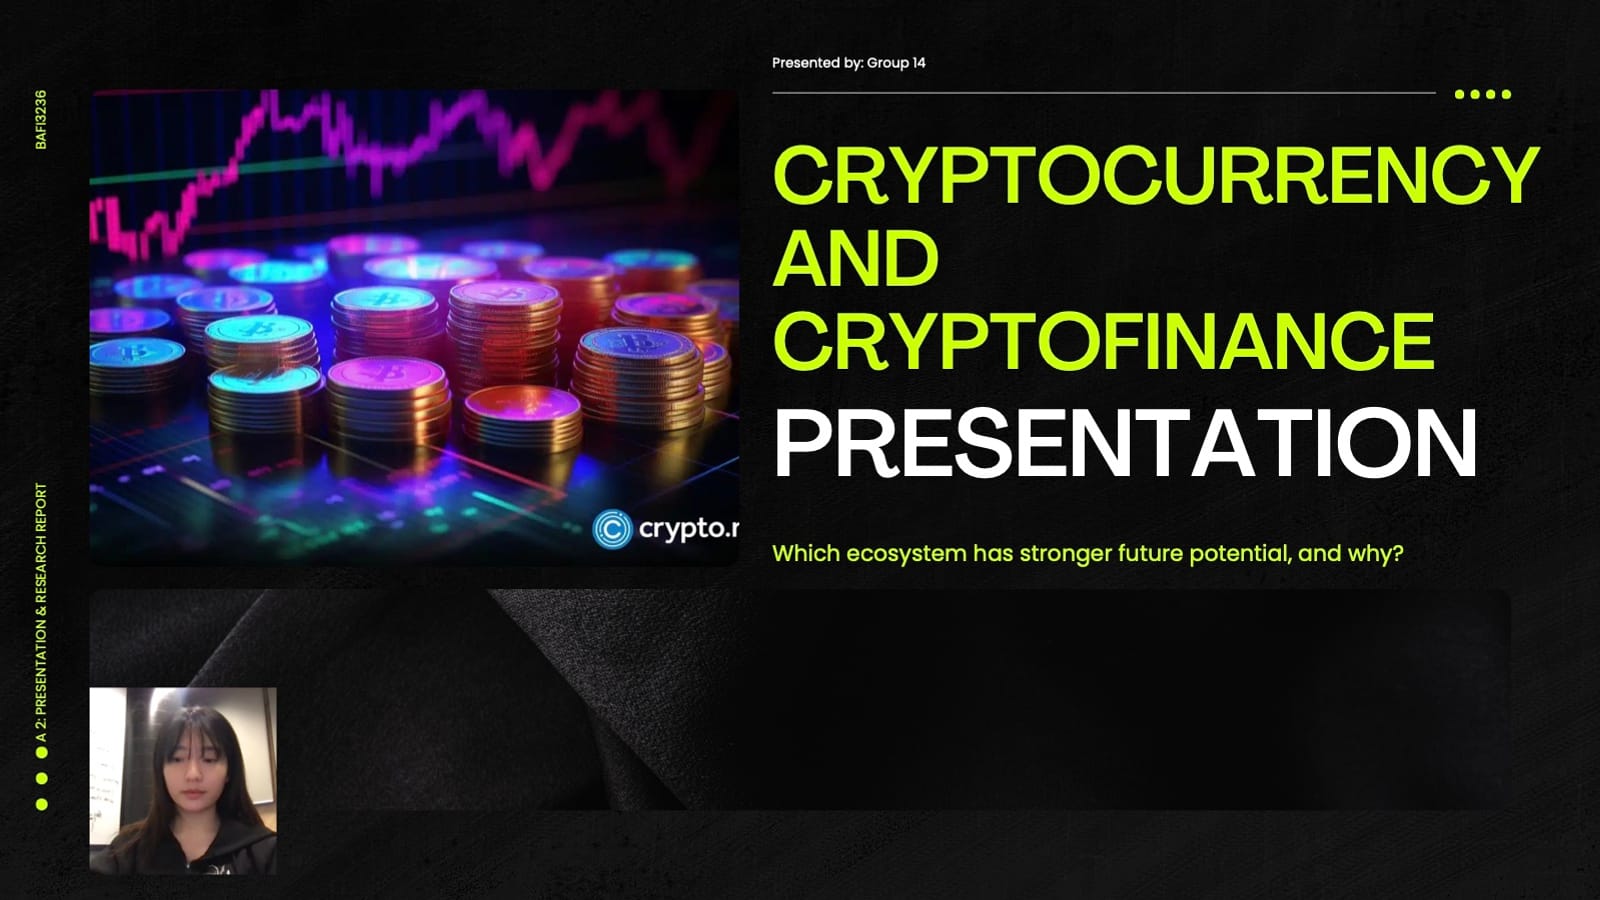 BAFI3236
A 2: PRESENTATION & RESEARCH REPORT
crypto.
Presented by: Group 14
CRYPTOCURRENCY
AND
CRYPTOFINANCE
PRESENTATION
Which ecosystem has stronger future potential, and why?